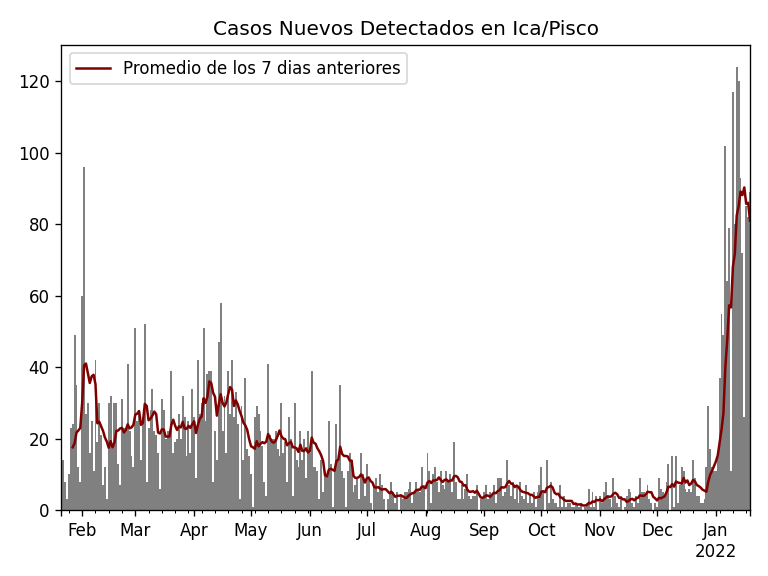 Casos Nuevos Detectados en Ica/Pisco
Promedio de los 7 dias anteriores
120
100
80
60
40
20
0
Feb Mar Apr May Jun Jul Aug Sep Oct Nov Dec Jan
2022